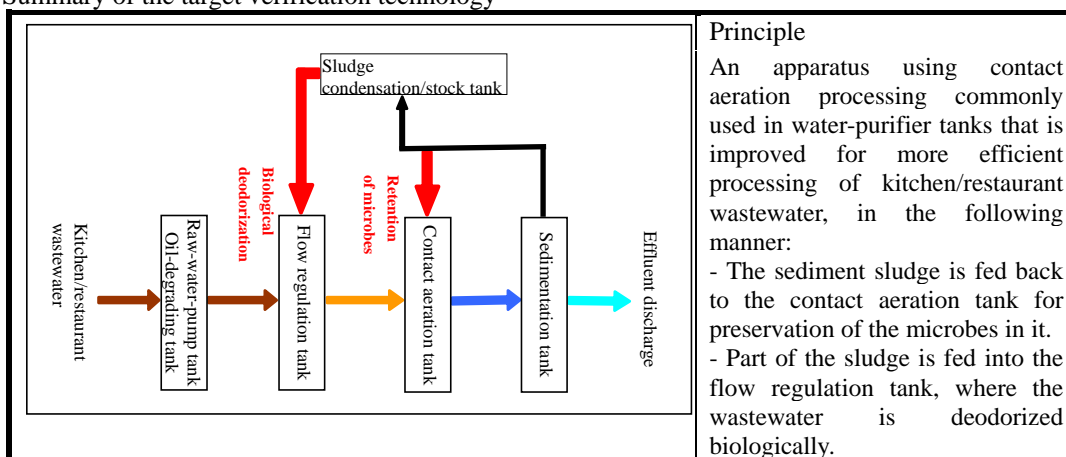 Summary of the target verification technology
Sludge
condensation/stock tank
Biological
deodorization
Retention
of microbes
Kitchen/restaurant
wastewater
Raw-water-pump tank
Oil-degrading tank
Flow regulation tank
Contact aeration tank
Sedimentation tank
Effluent discharge
Principle
An apparatus using contact
aeration processing commonly
used in water-purifier tanks that is
improved for more efficient
processing of kitchen/restaurant
wastewater, in the following
manner:
- The sediment sludge is fed back
to the contact aeration tank for
preservation of the microbes in it.
- Part of the sludge is fed into the
flow regulation tank, where the
wastewater is deodorized
biologically.